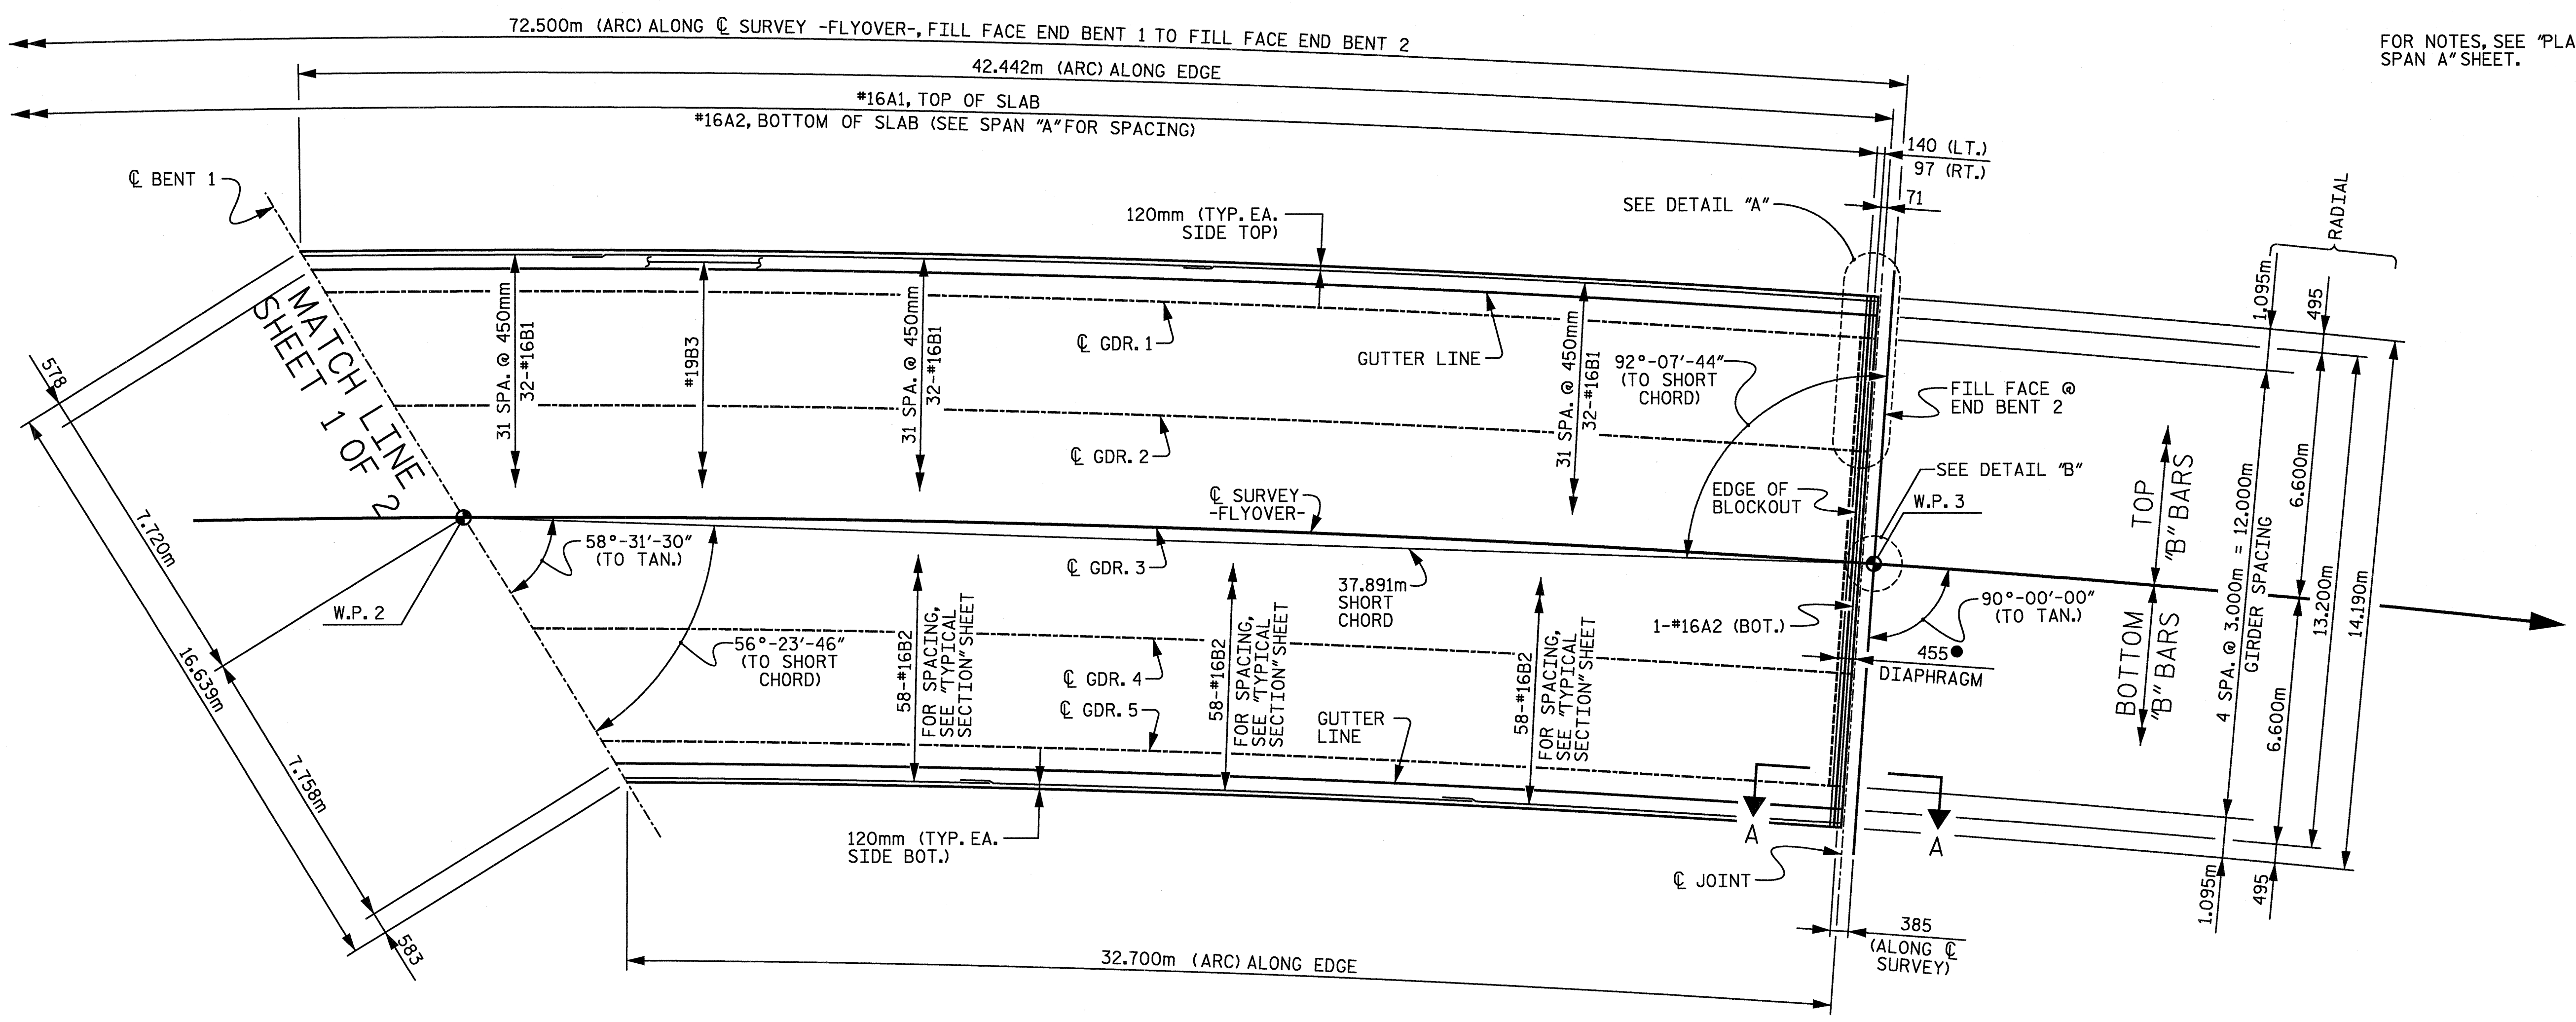 72.500m (ARC) ALONG ℄ SURVEY -FLYOVER-, FILL FACE END BENT 1 TO FILL FACE END BENT 2
FOR NOTES, SEE "PLA
SPAN A" SHEET.
42.442m (ARC) ALONG EDGE
#16A1, TOP OF SLAB
#16A2, BOTTOM OF SLAB (SEE SPAN "A" FOR SPACING)
140 (LT.)
97 (RT.)
71
℄ BENT 1
SEE DETAIL "A"
120mm (TYP. EA.
SIDE TOP)
RADIAL
1.095m
495
MATCH LINE
SHEET 1 OF 2
31 SPA. @ 450mm
32-#16B1
#19B3
31 SPA. @ 450mm
32-#16B1
℄ GDR. 1
GUTTER LINE
31 SPA. @ 450mm
32-#16B1
92°-07'-44"
(TO SHORT
CHORD)
FILL FACE @
END BENT 2
578
℄ GDR. 2
SEE DETAIL "B"
W.P. 3
EDGE OF
BLOCKOUT
℄ SURVEY
-FLYOVER-
TOP
"B" BARS
6.600m
4 SPA. @ 3.000m = 12.000m
GIRDER SPACING
13.200m
14.190m
7.720m
58°-31'-30"
(TO TAN.)
℄ GDR. 3
37.891m
SHORT
CHORD
90°-00'-00"
(TO TAN.)
W.P. 2
1-#16A2 (BOT.)
56°-23'-46"
(TO SHORT
CHORD)
455●
DIAPHRAGM
BOTTOM
"B" BARS
16.639m
58-#16B2
FOR SPACING,
SEE "TYPICAL
SECTION" SHEET
℄ GDR. 4
℄ GDR. 5
58-#16B2
FOR SPACING,
SEE "TYPICAL
SECTION" SHEET
GUTTER
LINE
58-#16B2
FOR SPACING,
SEE "TYPICAL
SECTION" SHEET
6.600m
7.758m
120mm (TYP. EA.
SIDE BOT.)
A
A
℄ JOINT
1.095m
495
583
385
(ALONG ℄
SURVEY)
32.700m (ARC) ALONG EDGE